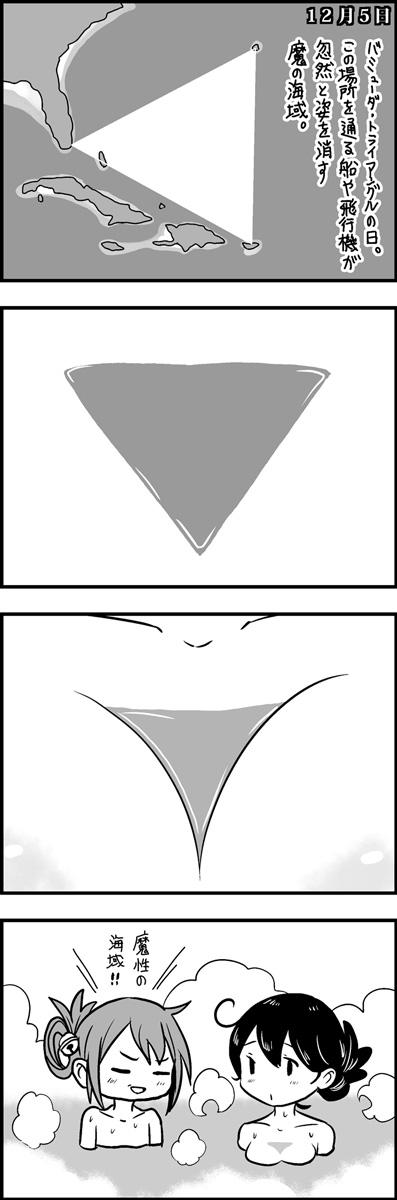 12月5日
バミューダ・トライアングルの日。
この場所を通る船や飛行機が
忽然と姿を消す
魔の海域。
魔性の
海域!!